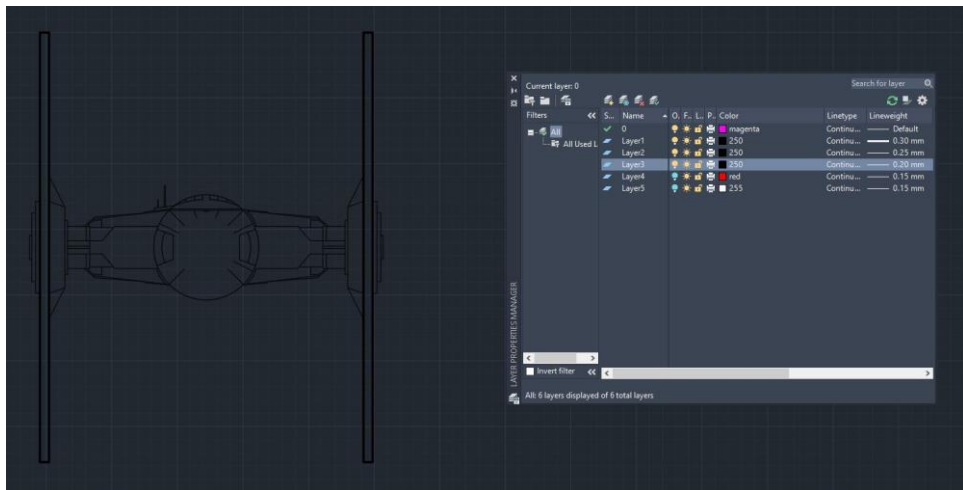 Current layer: 0
Search for layer
Filters
S... Name O. F... L... P... Color Linetype Lineweight
All
All Used L
0 magenta Continu... Default
Layer1 250 Continu... 0.30 mm
Layer2 250 Continu... 0.25 mm
Layer3 250 Continu... 0.20 mm
Layer4 red Continu... 0.15 mm
Layer5 255 Continu... 0.15 mm
Invert filter
All: 6 layers displayed of 6 total layers
LAYER PROPERTIES MANAGER